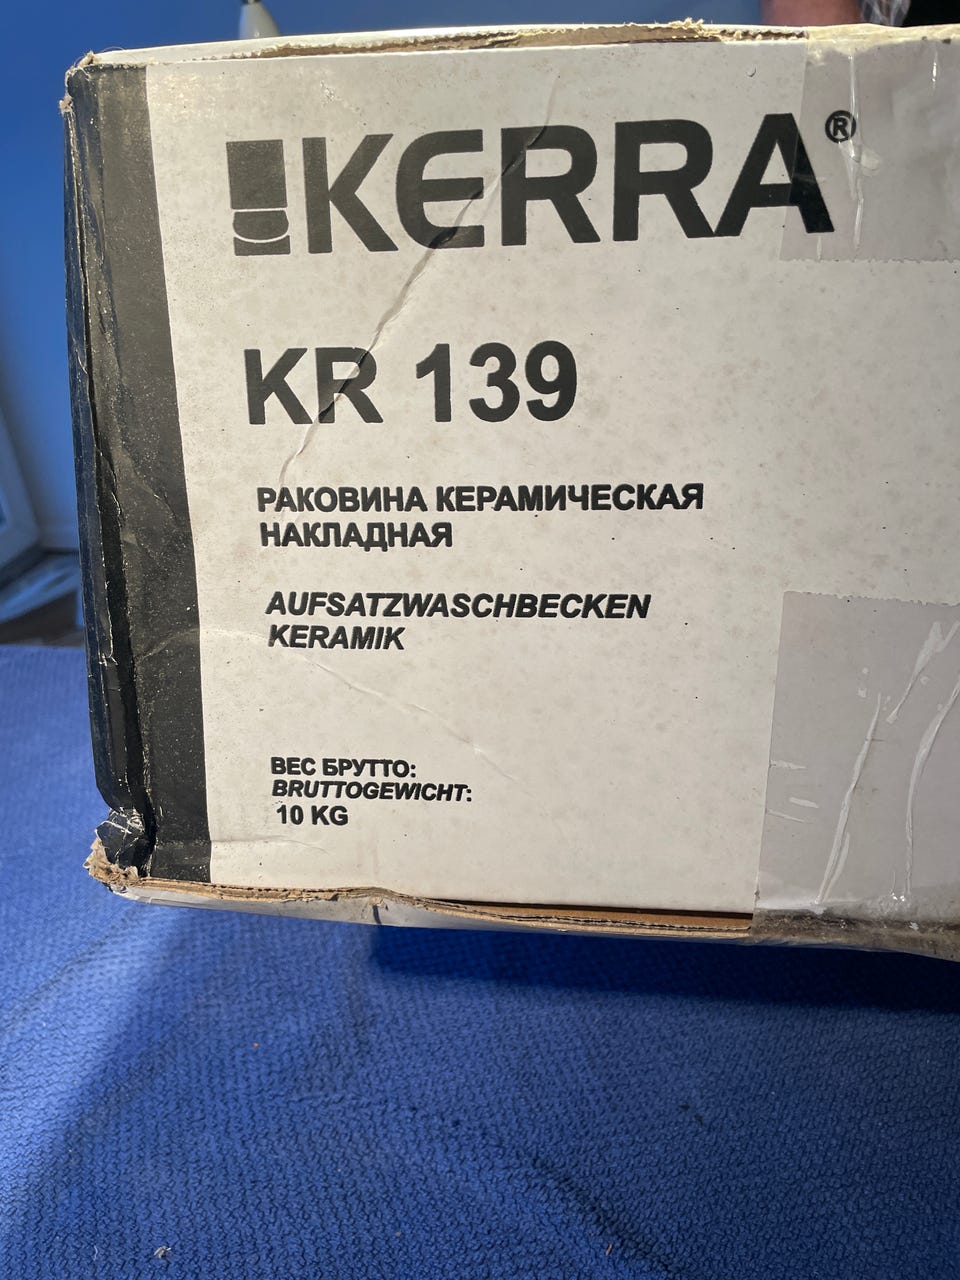 KERRA®
KR 139
РАКОВИНА КЕРАМИЧЕСКАЯ
НАКЛАДНАЯ
AUFSATZWASCHBECKEN
KERAMIK
ВЕС БРУТТО:
BRUTTOGEWICHT:
10 KG